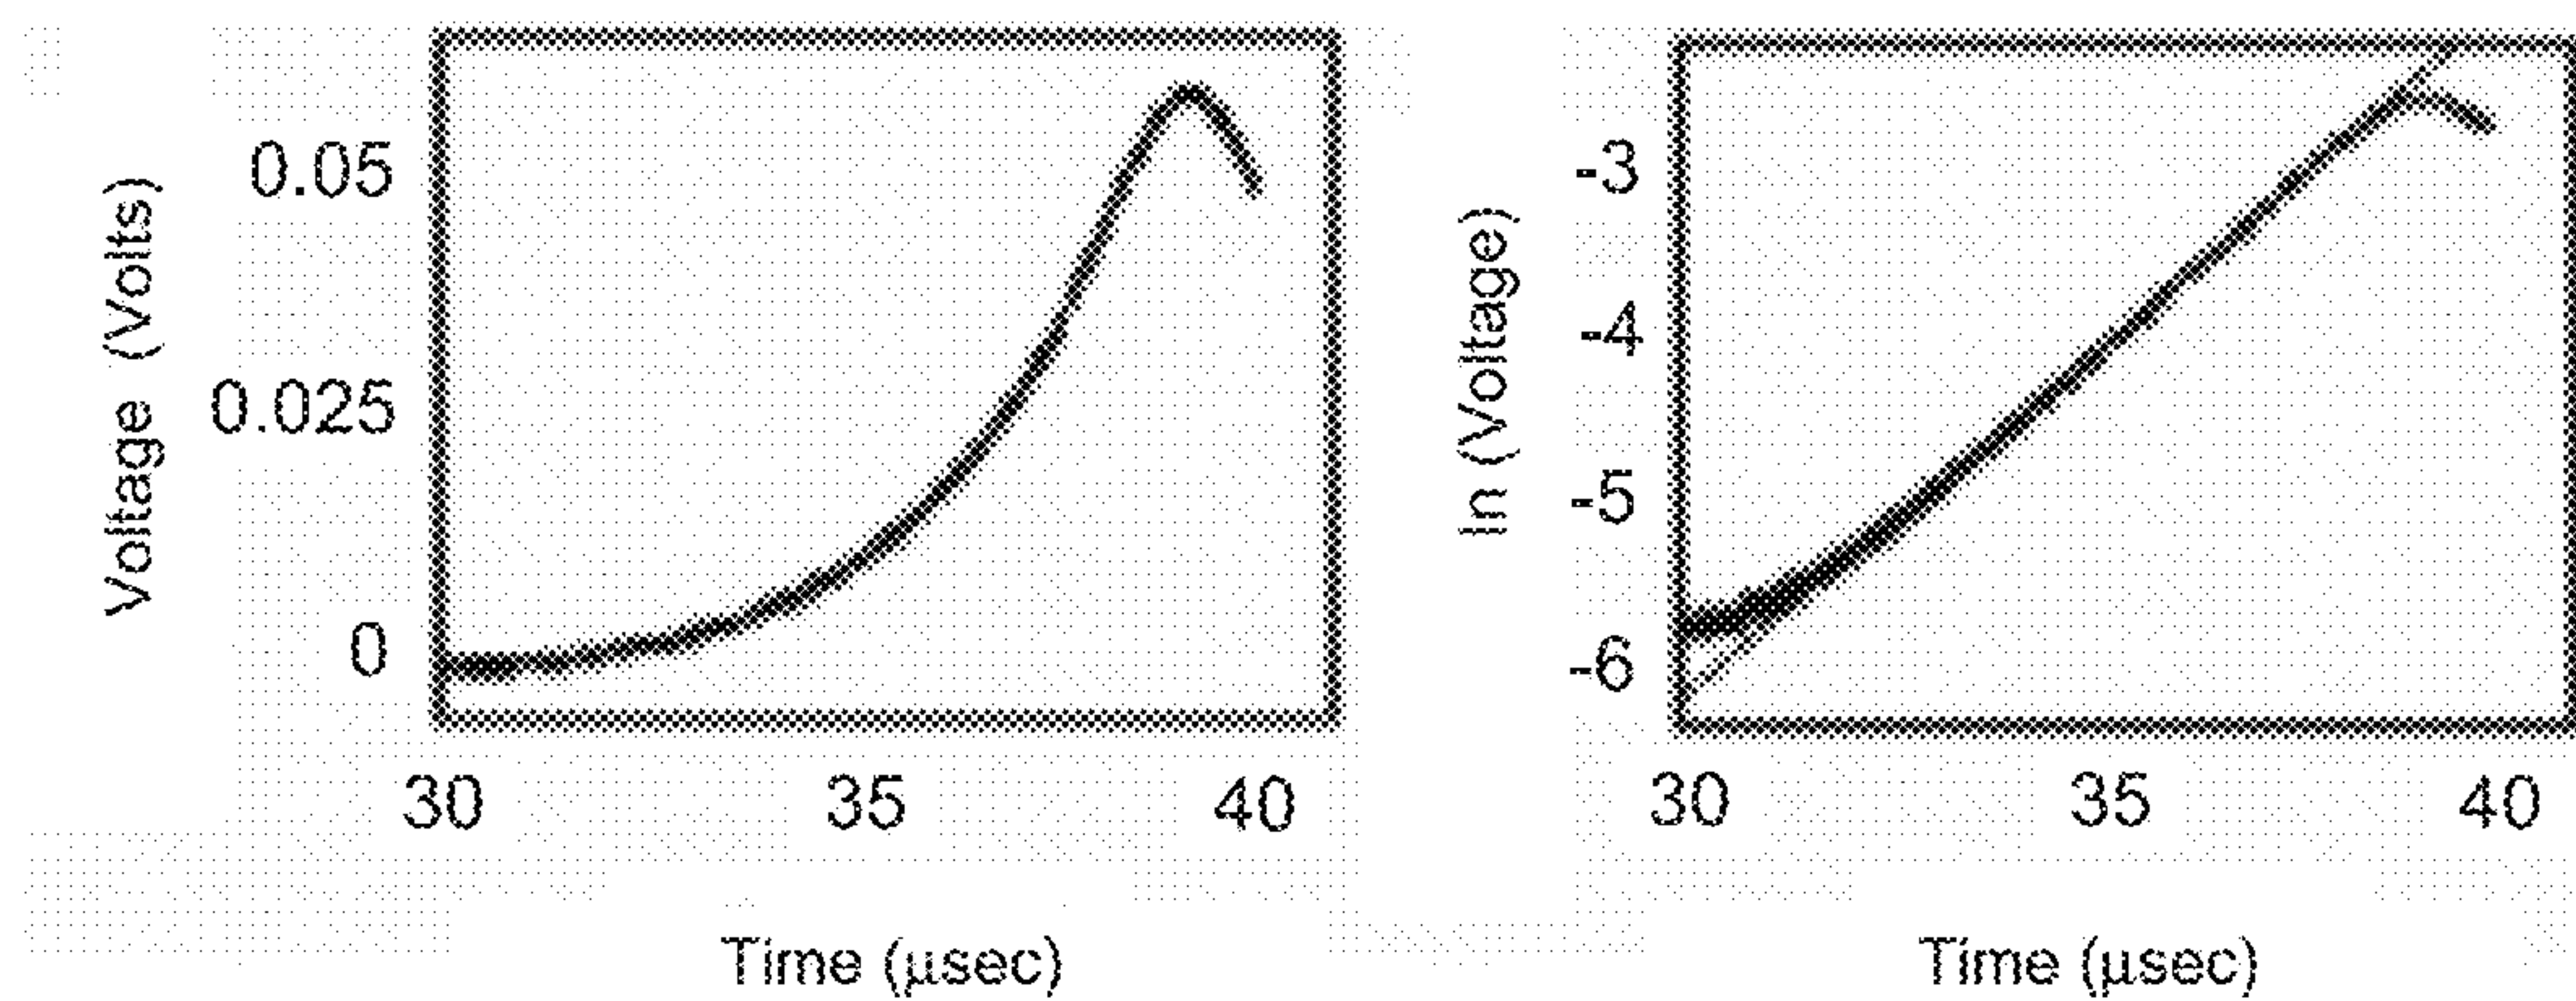 Voltage (Volts)
0.05
0.025
0
30 35 40
Time (μsec)
ln (Voltage)
-3
-4
-5
-6
30 35 40
Time (μsec)